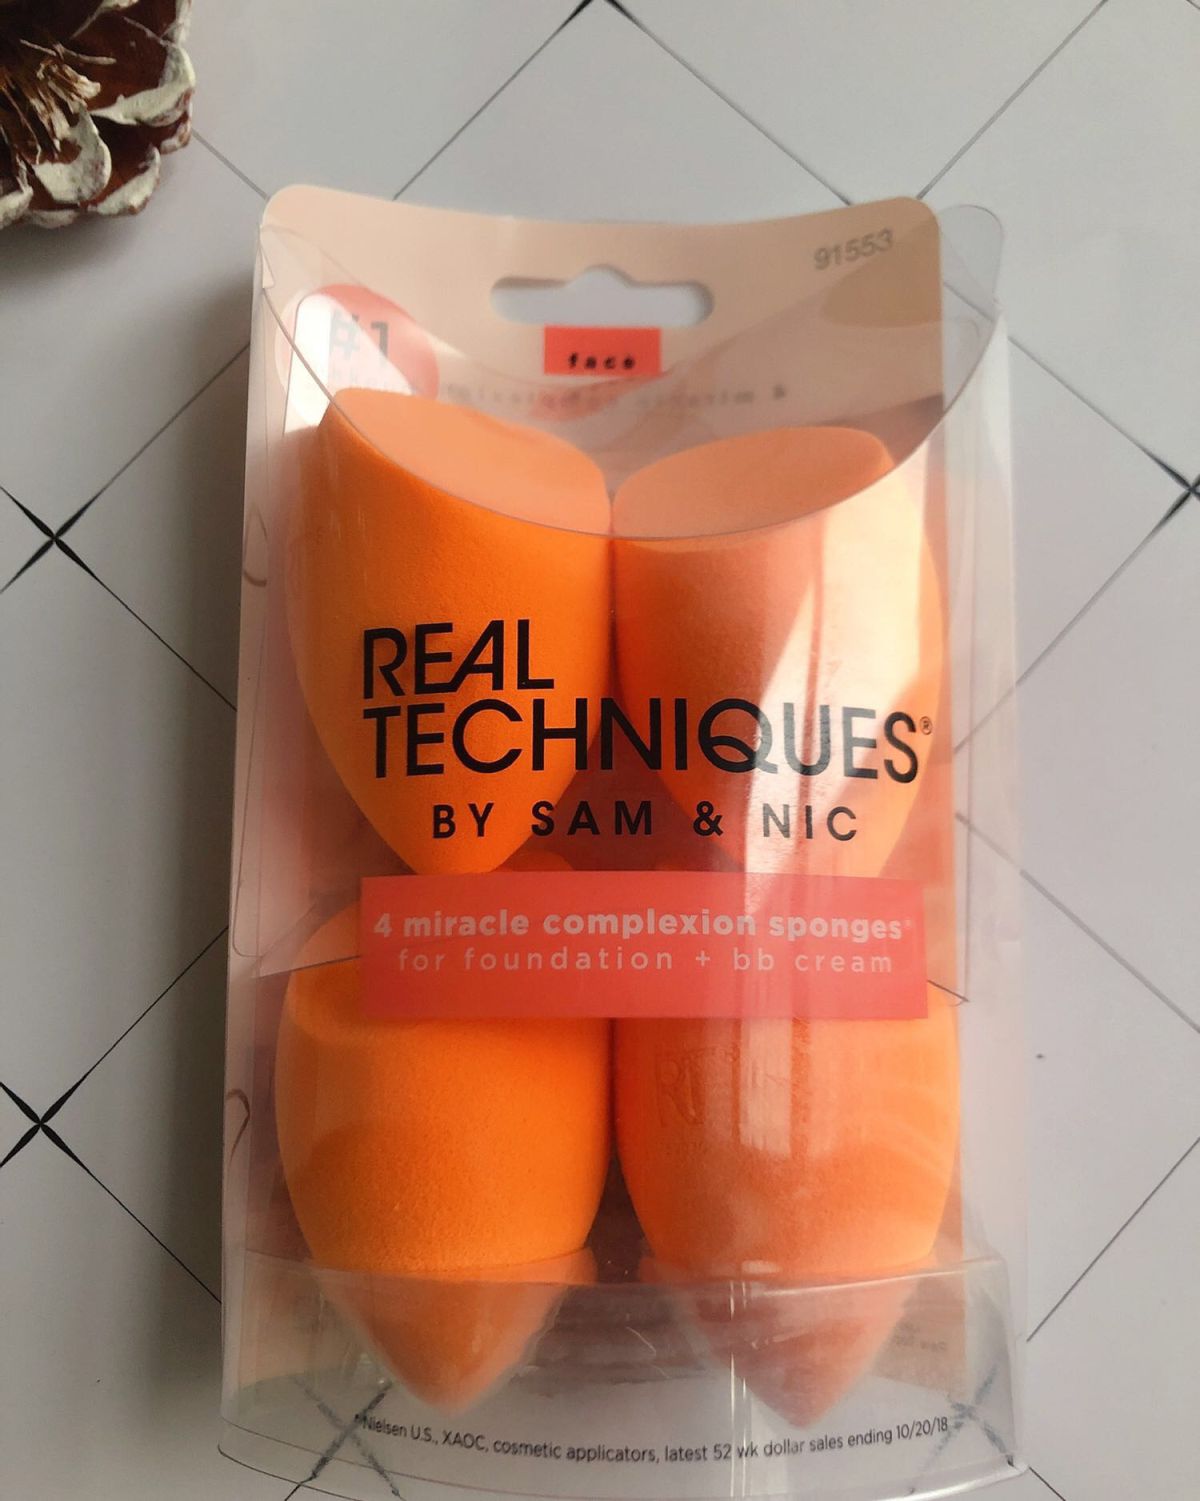 91553
#1
face
REAL
TECHNIQUES®
BY SAM & NIC
4 miracle complexion sponges
for foundation + bb cream
RT
Nielsen U.S., XAOC, cosmetic applicators, latest 52 wk dollar sales ending 10/20/18